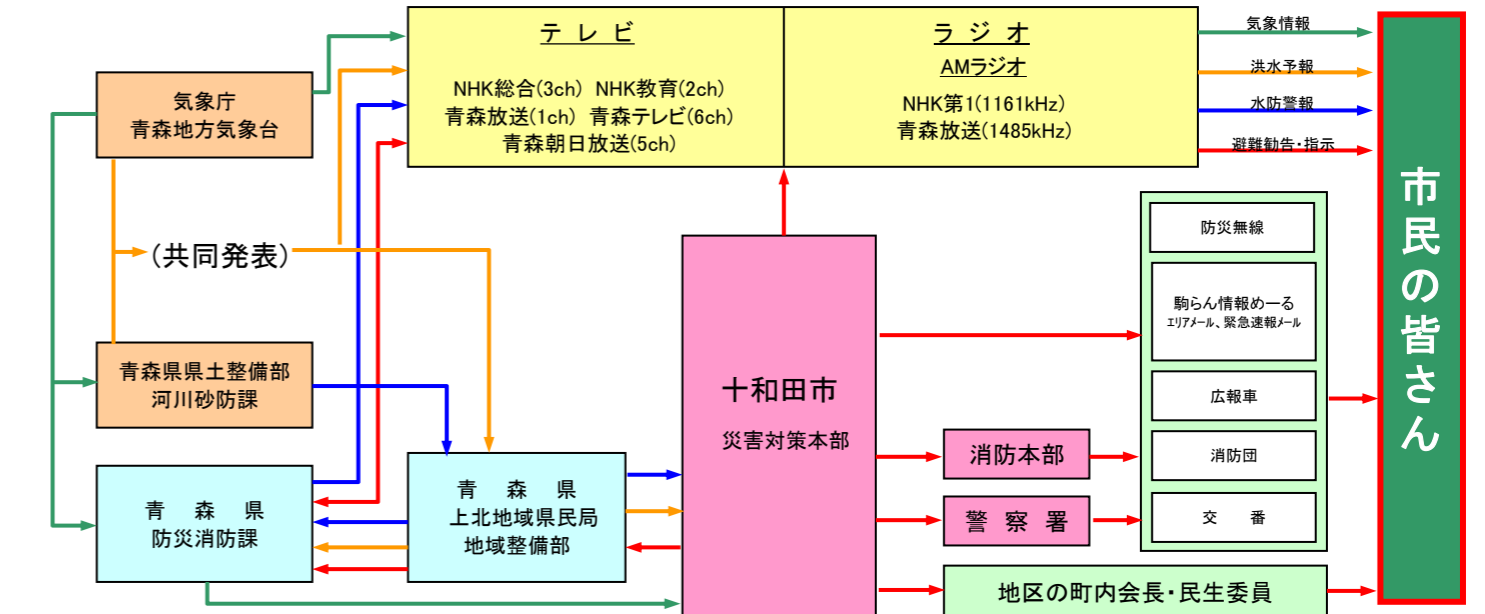 テ レ ビ
NHK総合(3ch) NHK教育(2ch)
青森放送(1ch) 青森テレビ(6ch)
青森朝日放送(5ch)
ラ ジ オ
AMラジオ
NHK第1(1161kHz)
青森放送(1485kHz)
気象情報
洪水予報
水防警報
避難勧告・指示
市民の皆さん
気象庁
青森地方気象台
(共同発表)
青森県県土整備部
河川砂防課
青 森 県
防災消防課
青 森 県
上北地域県民局
地域整備部
十和田市
災害対策本部
消防本部
警 察 署
防災無線
駒らん情報めーる
エリアメール、緊急速報メール
広報車
消防団
交 番
地区の町内会長・民生委員